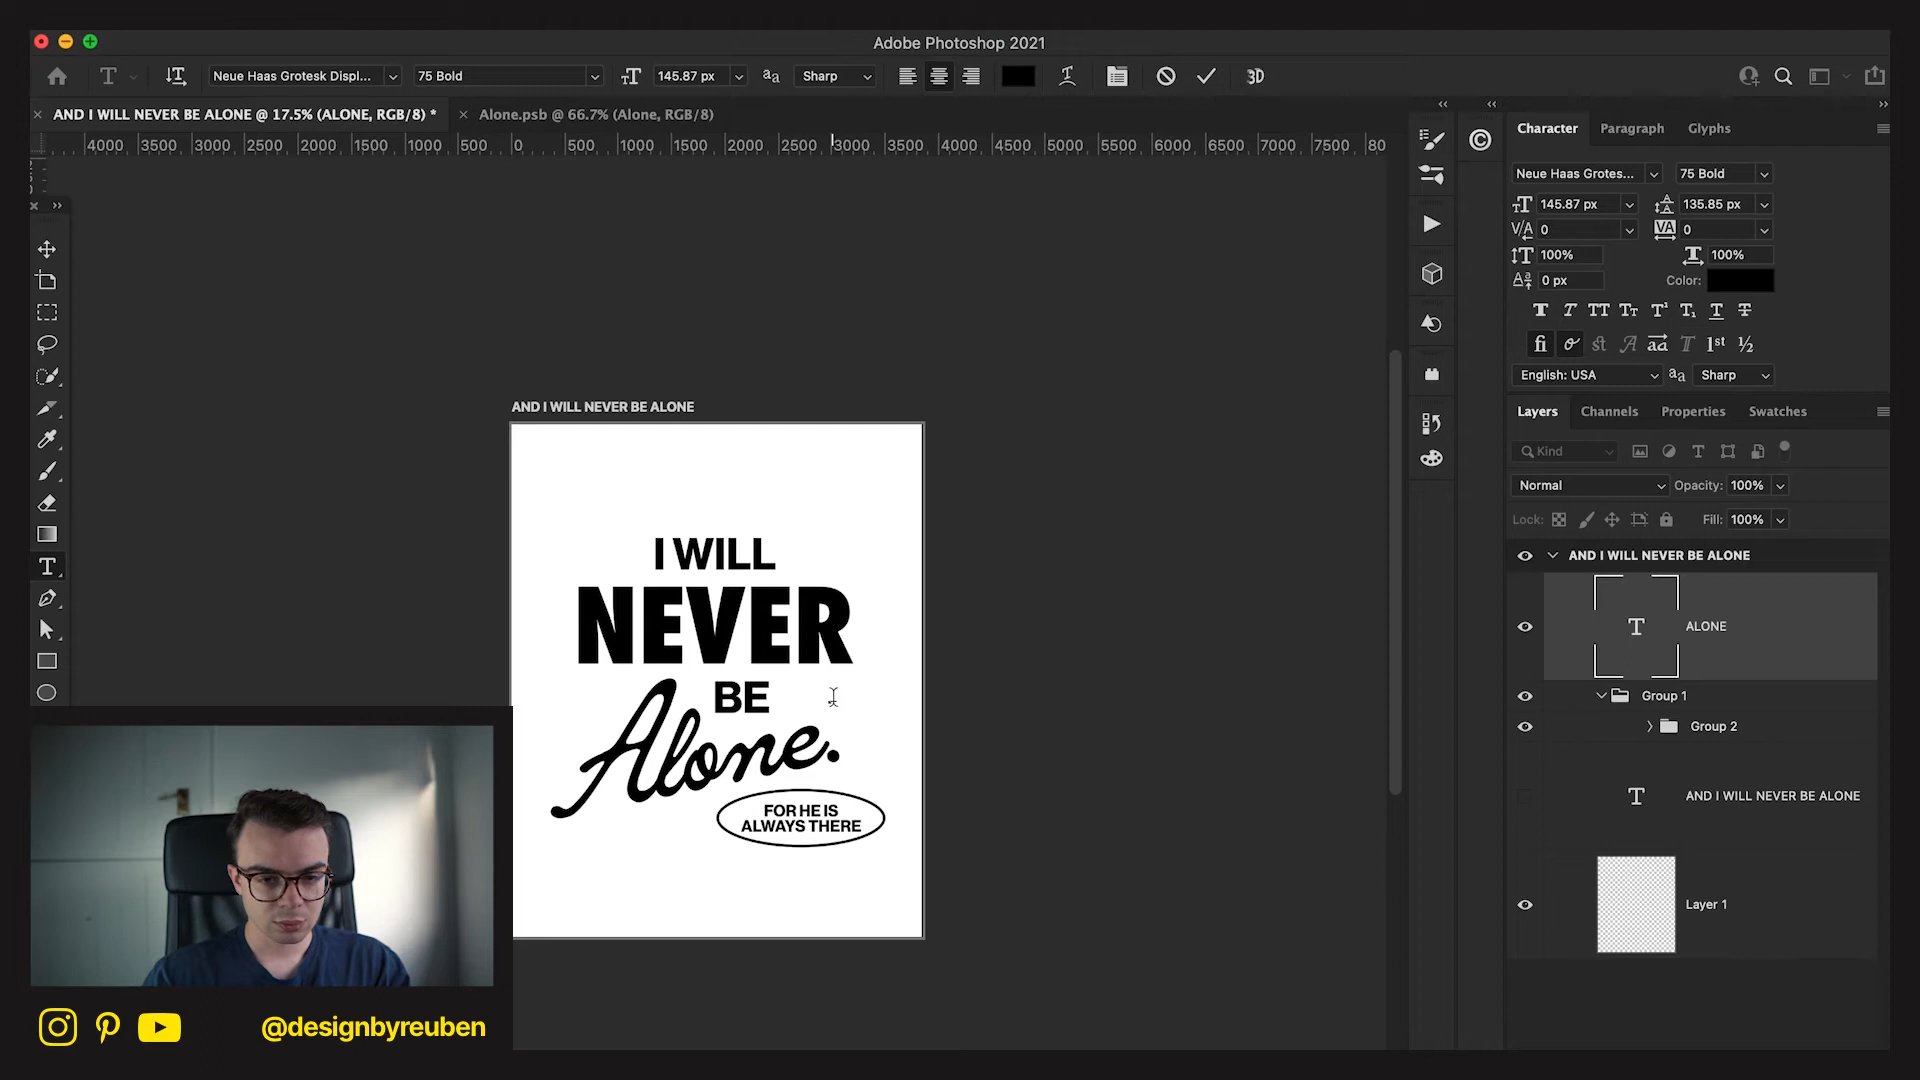 Adobe Photoshop 2021
Neue Haas Grotesk Displ... 75 Bold 145.87 px Sharp 3D
AND I WILL NEVER BE ALONE @ 17.5% (ALONE, RGB/8) * Alone.psb @ 66.7% (Alone, RGB/8)
4000 3500 3000 2500 2000 1500 1000 500 0 500 1000 1500 2000 2500 3000 3500 4000 4500 5000 5500 6000 6500 7000 7500 80
Character Paragraph Glyphs
Neue Haas Grotes... 75 Bold
145.87 px 135.85 px
0 0
100% 100%
0 px Color:
English: USA Sharp
Layers Channels Properties Swatches
Kind
Normal Opacity: 100%
Lock: Fill: 100%
AND I WILL NEVER BE ALONE
ALONE
Group 1
Group 2
AND I WILL NEVER BE ALONE
Layer 1
AND I WILL NEVER BE ALONE
I WILL
NEVER
BE
Alone.
FOR HE IS
ALWAYS THERE
@designbyreuben